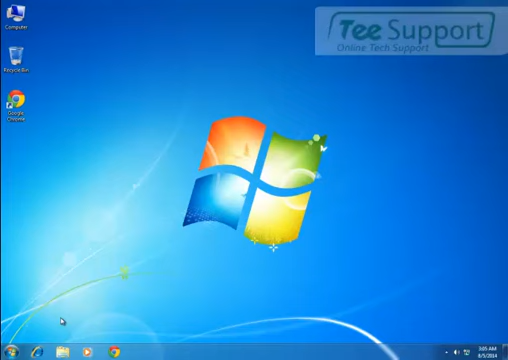 Computer
Tee Support
Online Tech Support
Recycle Bin
Google
Chrome
3:05 AM
8/5/2014